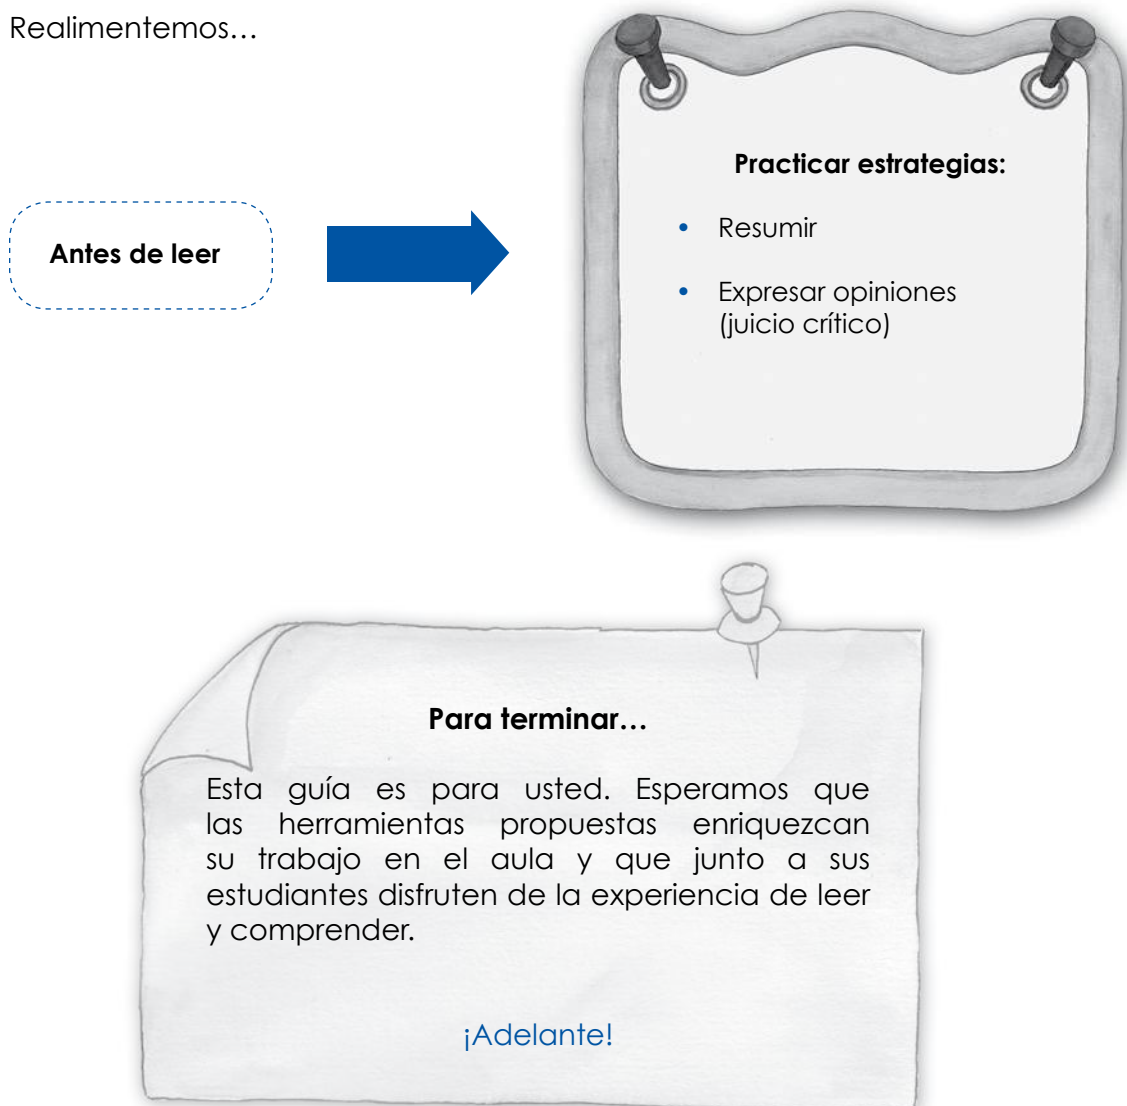 Realimentemos…
Antes de leer
Practicar estrategias:
• Resumir
• Expresar opiniones
(juicio crítico)
Para terminar…
Esta guía es para usted. Esperamos que
las herramientas propuestas enriquezcan
su trabajo en el aula y que junto a sus
estudiantes disfruten de la experiencia de leer
y comprender.
¡Adelante!